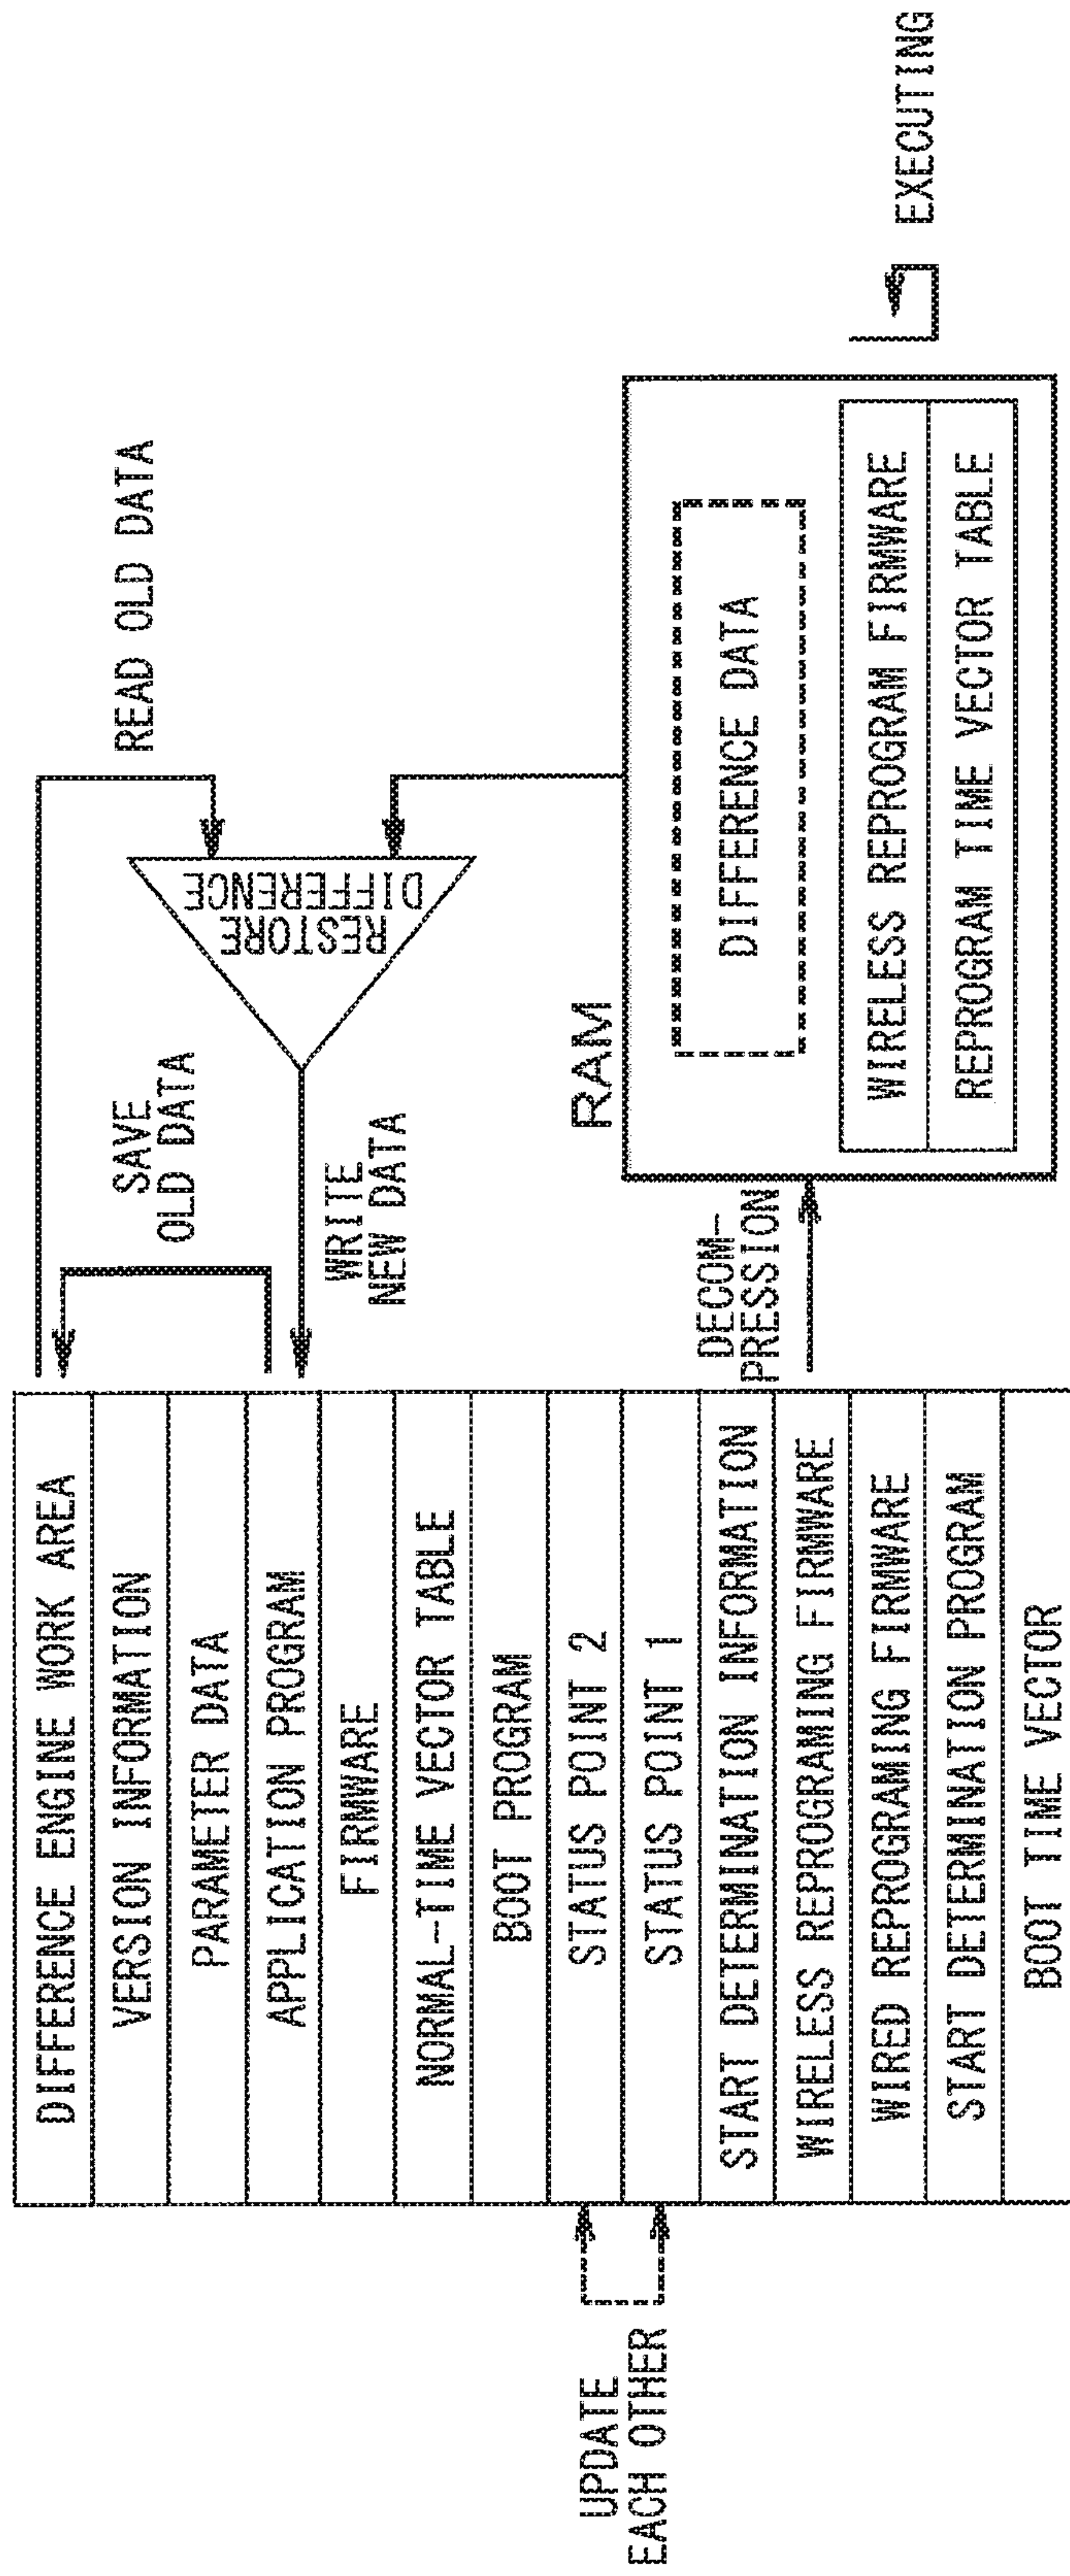 UPDATE
EACH OTHER
DIFFERENCE ENGINE WORK AREA
VERSION INFORMATION
PARAMETER DATA
APPLICATION PROGRAM
FIRMWARE
NORMAL-TIME VECTOR TABLE
BOOT PROGRAM
STATUS POINT 2
STATUS POINT 1
START DETERMINATION INFORMATION
WIRELESS REPROGRAMING FIRMWARE
WIRED REPROGRAMING FIRMWARE
START DETERMINATION PROGRAM
BOOT TIME VECTOR
SAVE
OLD DATA
WRITE
NEW DATA
READ OLD DATA
RESTORE
DIFFERENCE
DECOM-
PRESSION
RAM
DIFFERENCE DATA
WIRELESS REPROGRAM FIRMWARE
REPROGRAM TIME VECTOR TABLE
EXECUTING